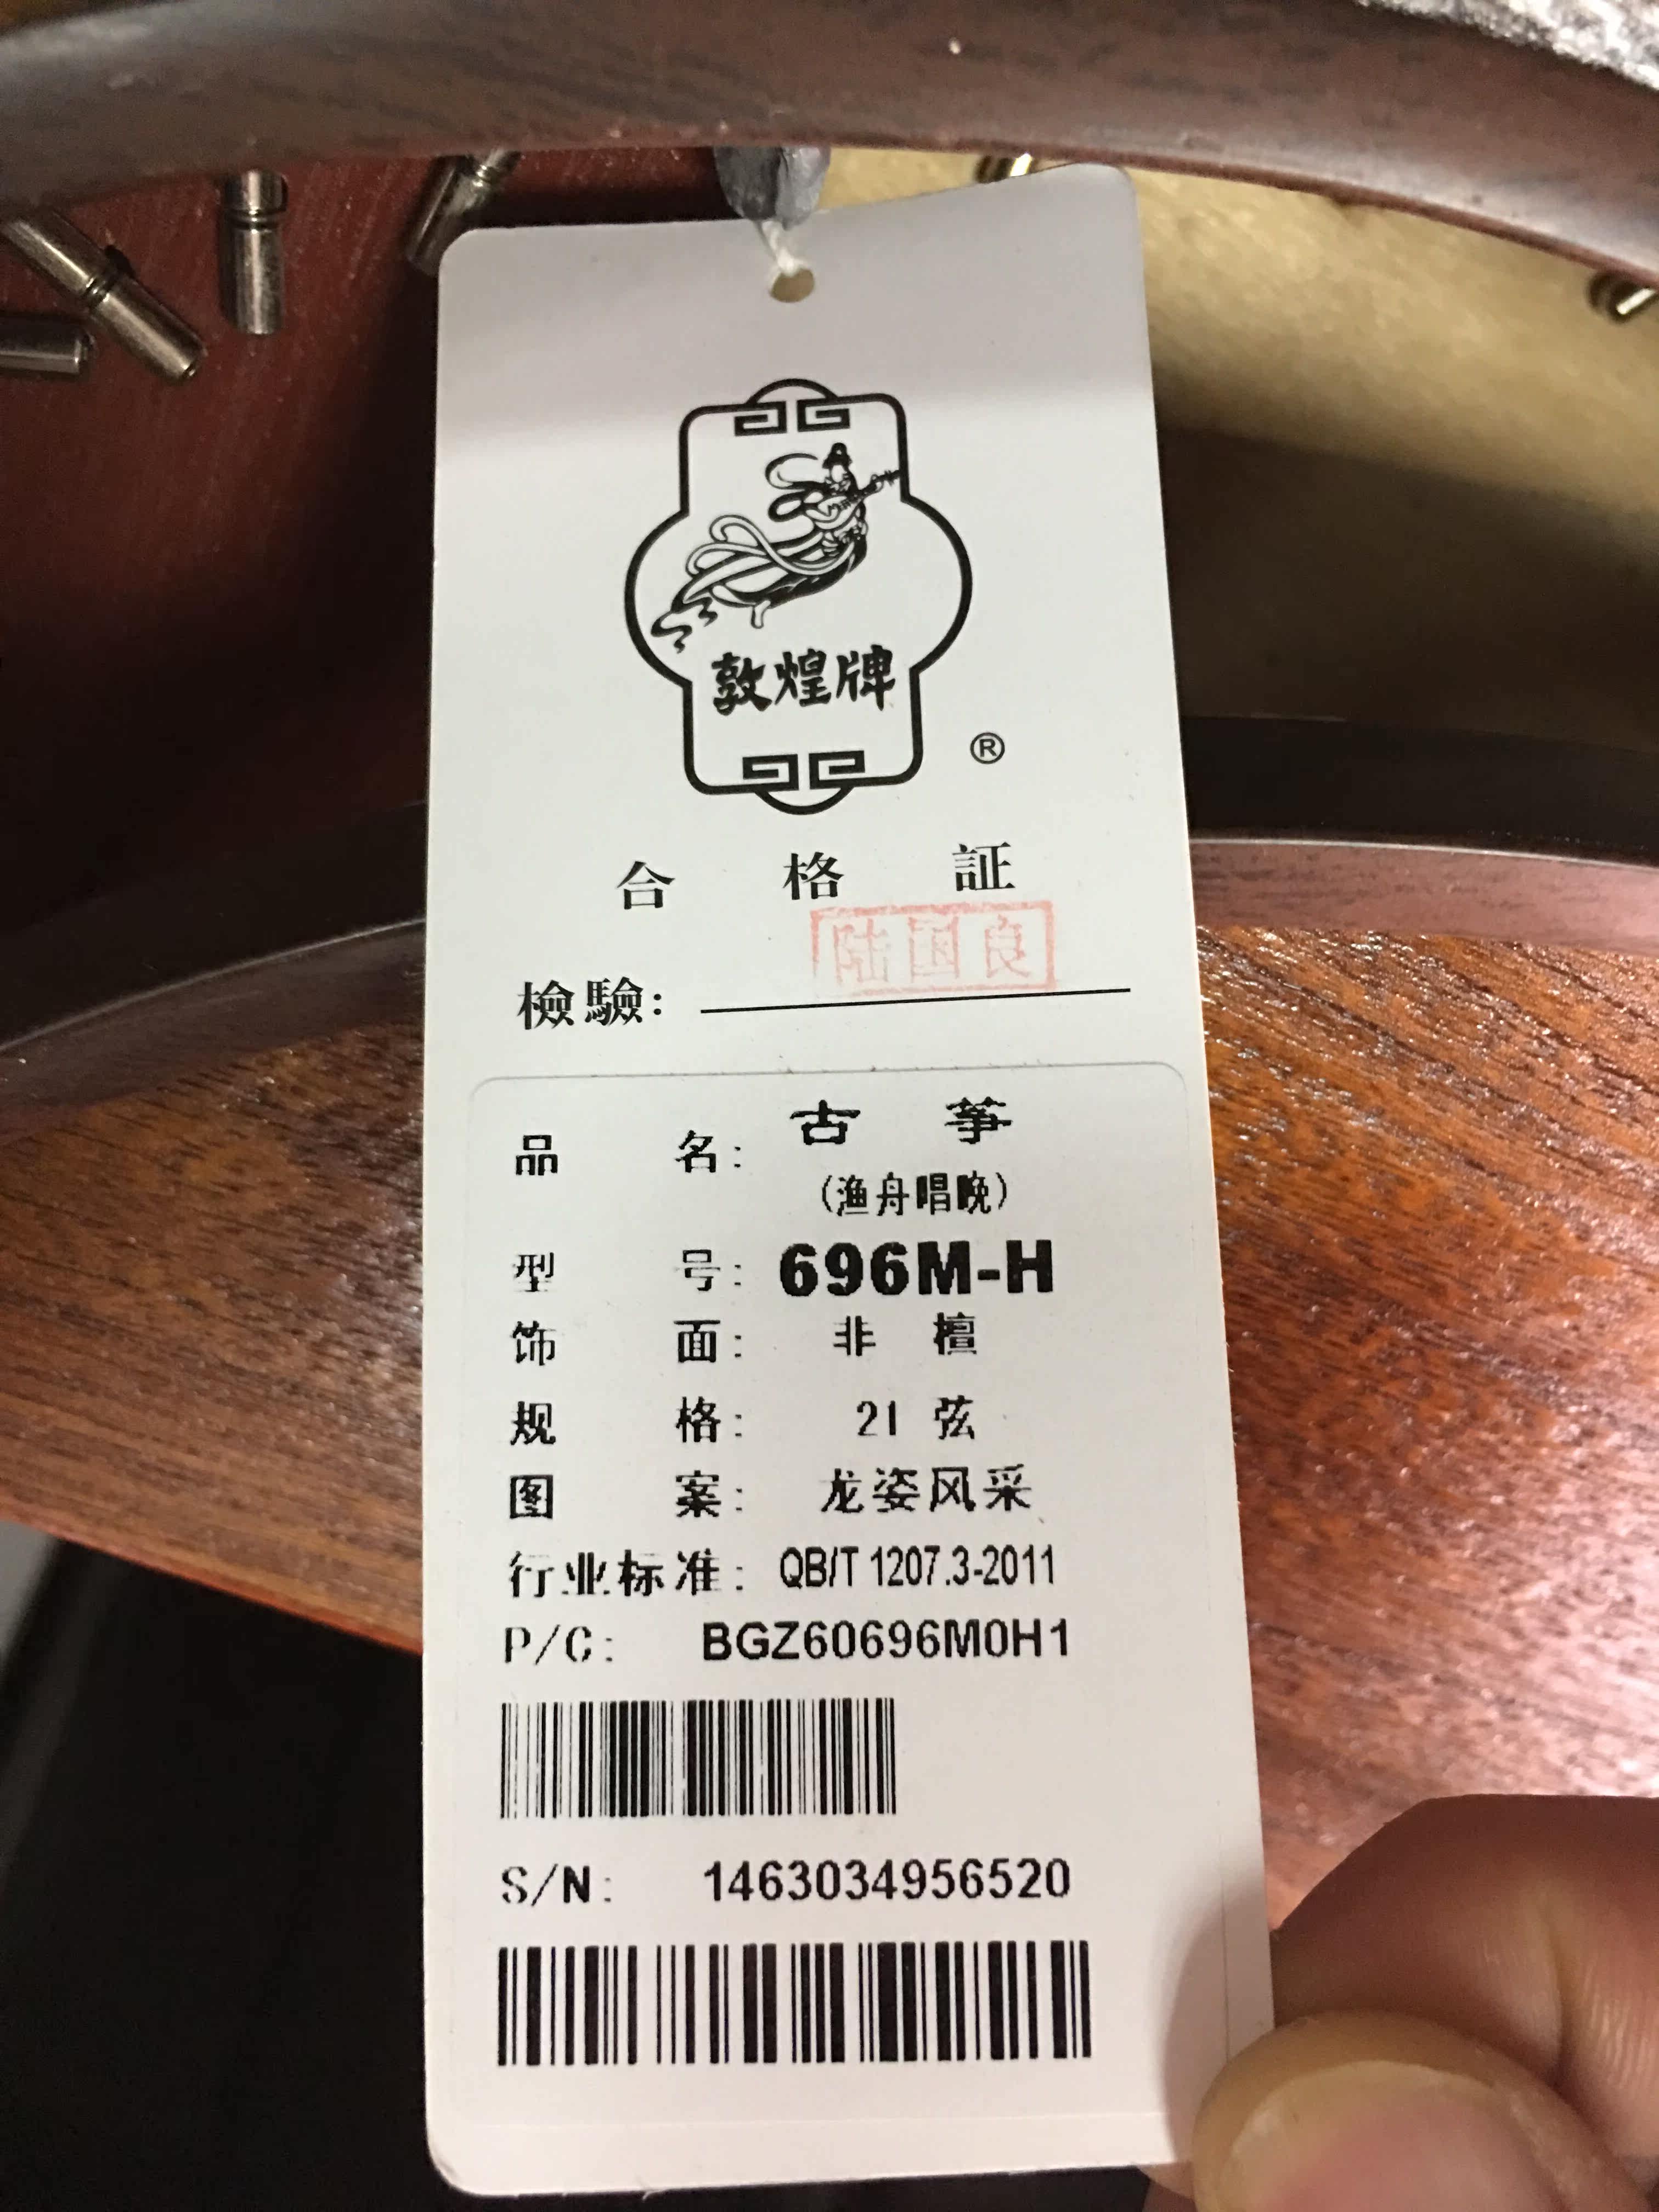 敦煌牌
®
合格証
陆国良
檢驗:
品名: 古筝
(渔舟唱晚)
型号: 696M-H
饰面: 非檀
规格: 21 弦
图案: 龙姿风采
行业标准: QB/T 1207.3-2011
P/C: BGZ60696M0H1
S/N: 1463034956520